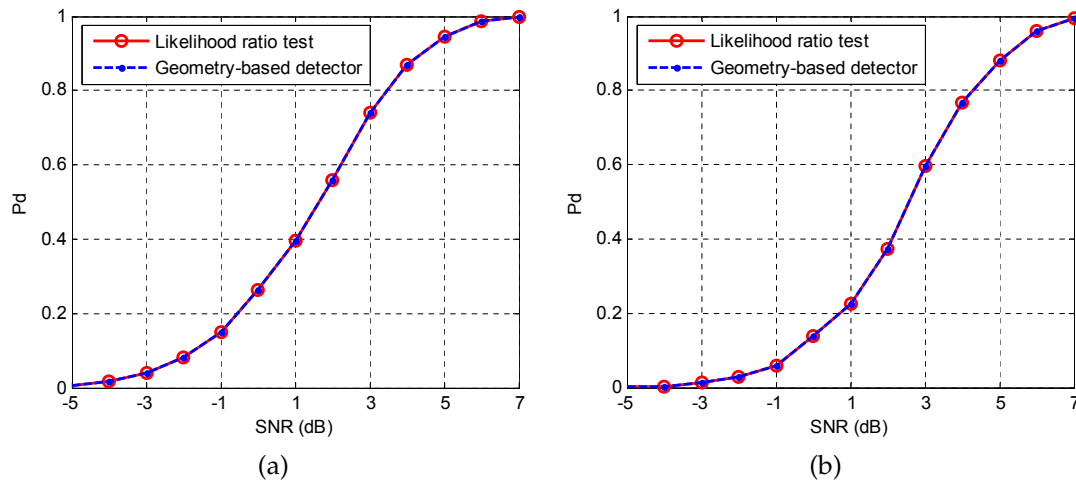 1
0.8
0.6
0.4
0.2
0
Pd
-5 -3 -1 1 3 5 7
SNR (dB)
Likelihood ratio test
Geometry-based detector
(a)
1
0.8
0.6
0.4
0.2
0
Pd
-5 -3 -1 1 3 5 7
SNR (dB)
Likelihood ratio test
Geometry-based detector
(b)